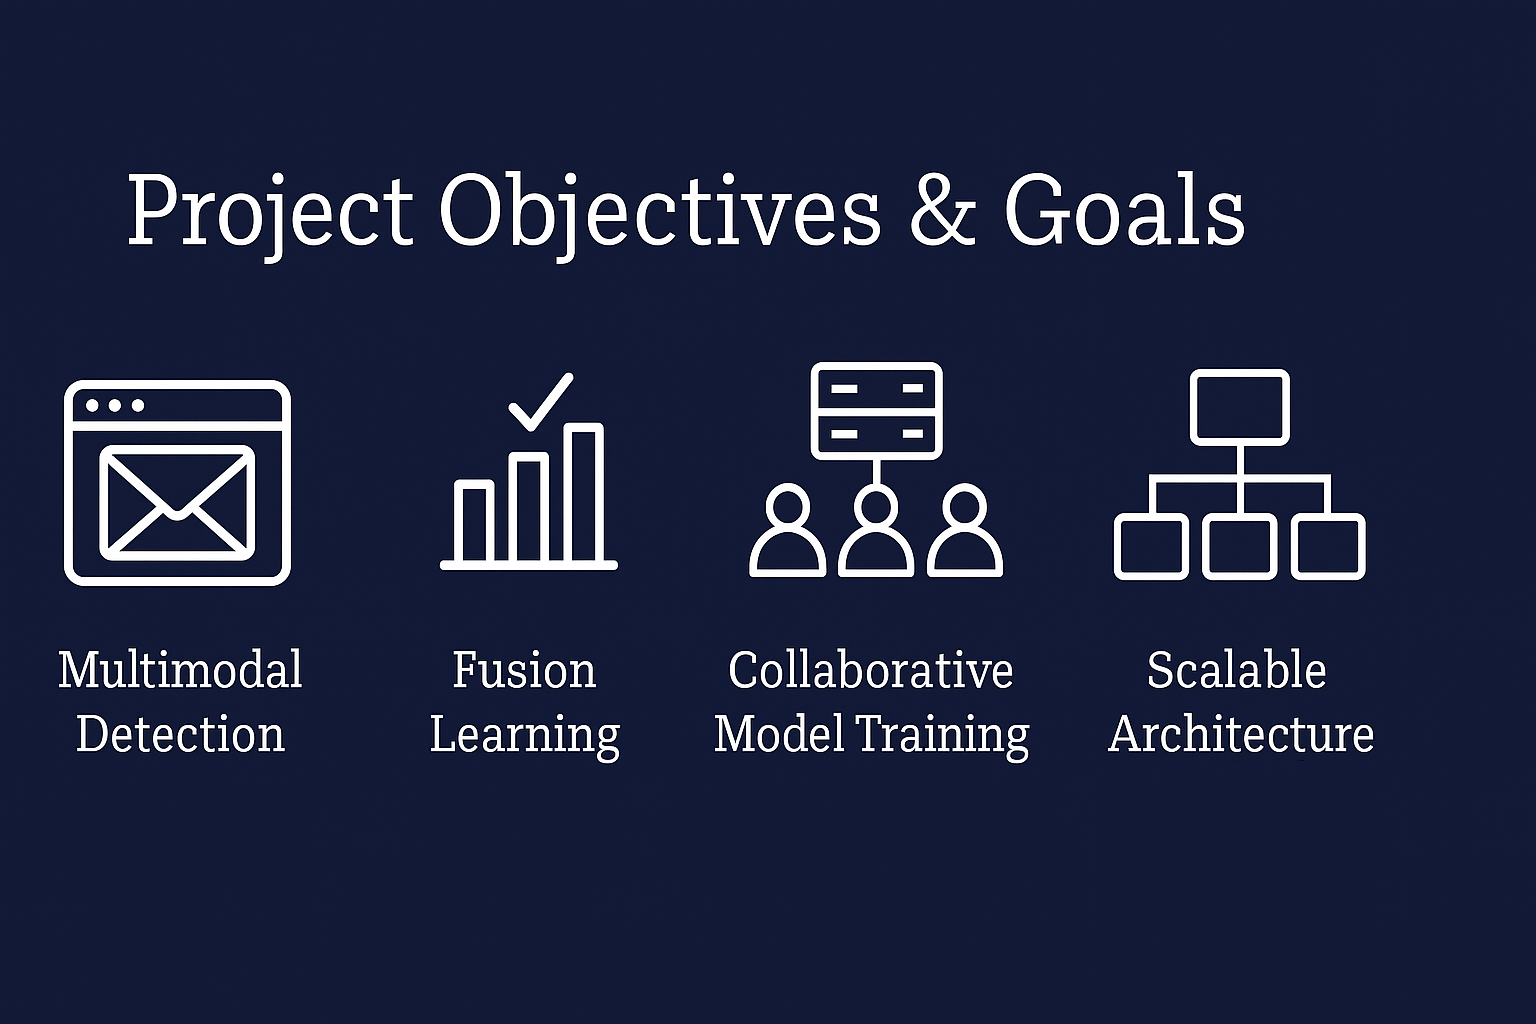 Project Objectives & Goals
Multimodal
Detection
Fusion
Learning
Collaborative
Model Training
Scalable
Architecture